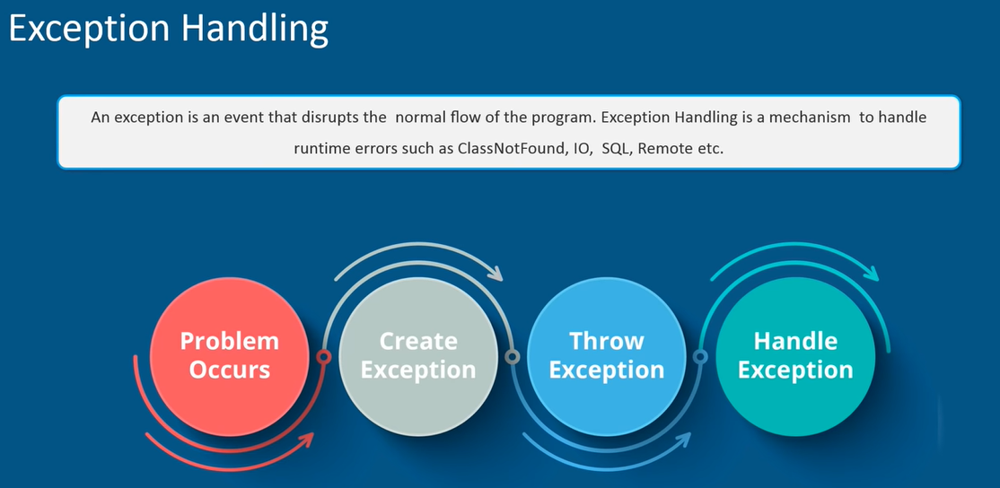 Exception Handling
An exception is an event that disrupts the normal flow of the program. Exception Handling is a mechanism to handle
runtime errors such as ClassNotFound, IO, SQL, Remote etc.
Problem
Occurs
Create
Exception
Throw
Exception
Handle
Exception